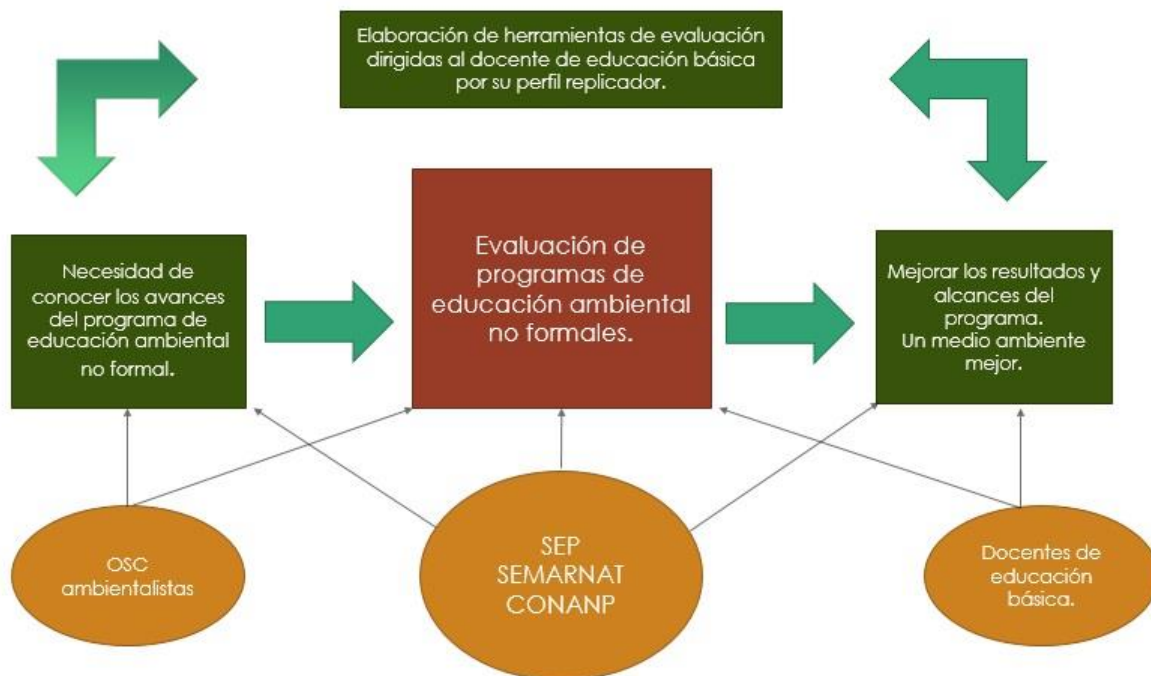 Elaboración de herramientas de evaluación
dirigidas al docente de educación básica
por su perfil replicador.
Necesidad de
conocer los avances
del programa de
educación ambiental
no formal.
Evaluación de
programas de
educación ambiental
no formales.
Mejorar los resultados y
alcances del
programa.
Un medio ambiente
mejor.
OSC
ambientalistas
SEP
SEMARNAT
CONANP
Docentes de
educación
básica.